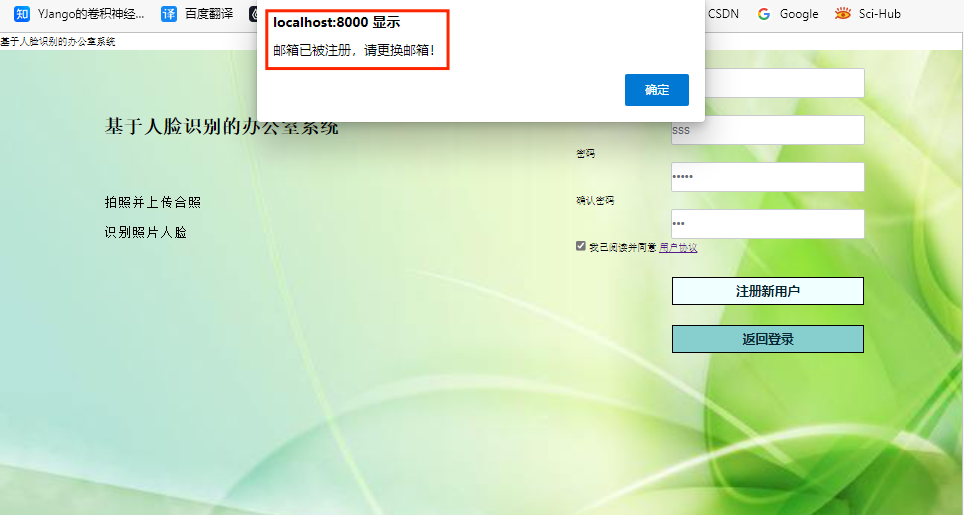 YJango的卷积神经...
百度翻译
CSDN
Google
Sci-Hub
基于人脸识别的办公室系统
localhost:8000 显示
邮箱已被注册，请更换邮箱！
确定
基于人脸识别的办公室系统
拍照并上传合照
识别照片人脸
sss
密码
•••••
确认密码
•••
我已阅读并同意 用户协议
注册新用户
返回登录
知
译